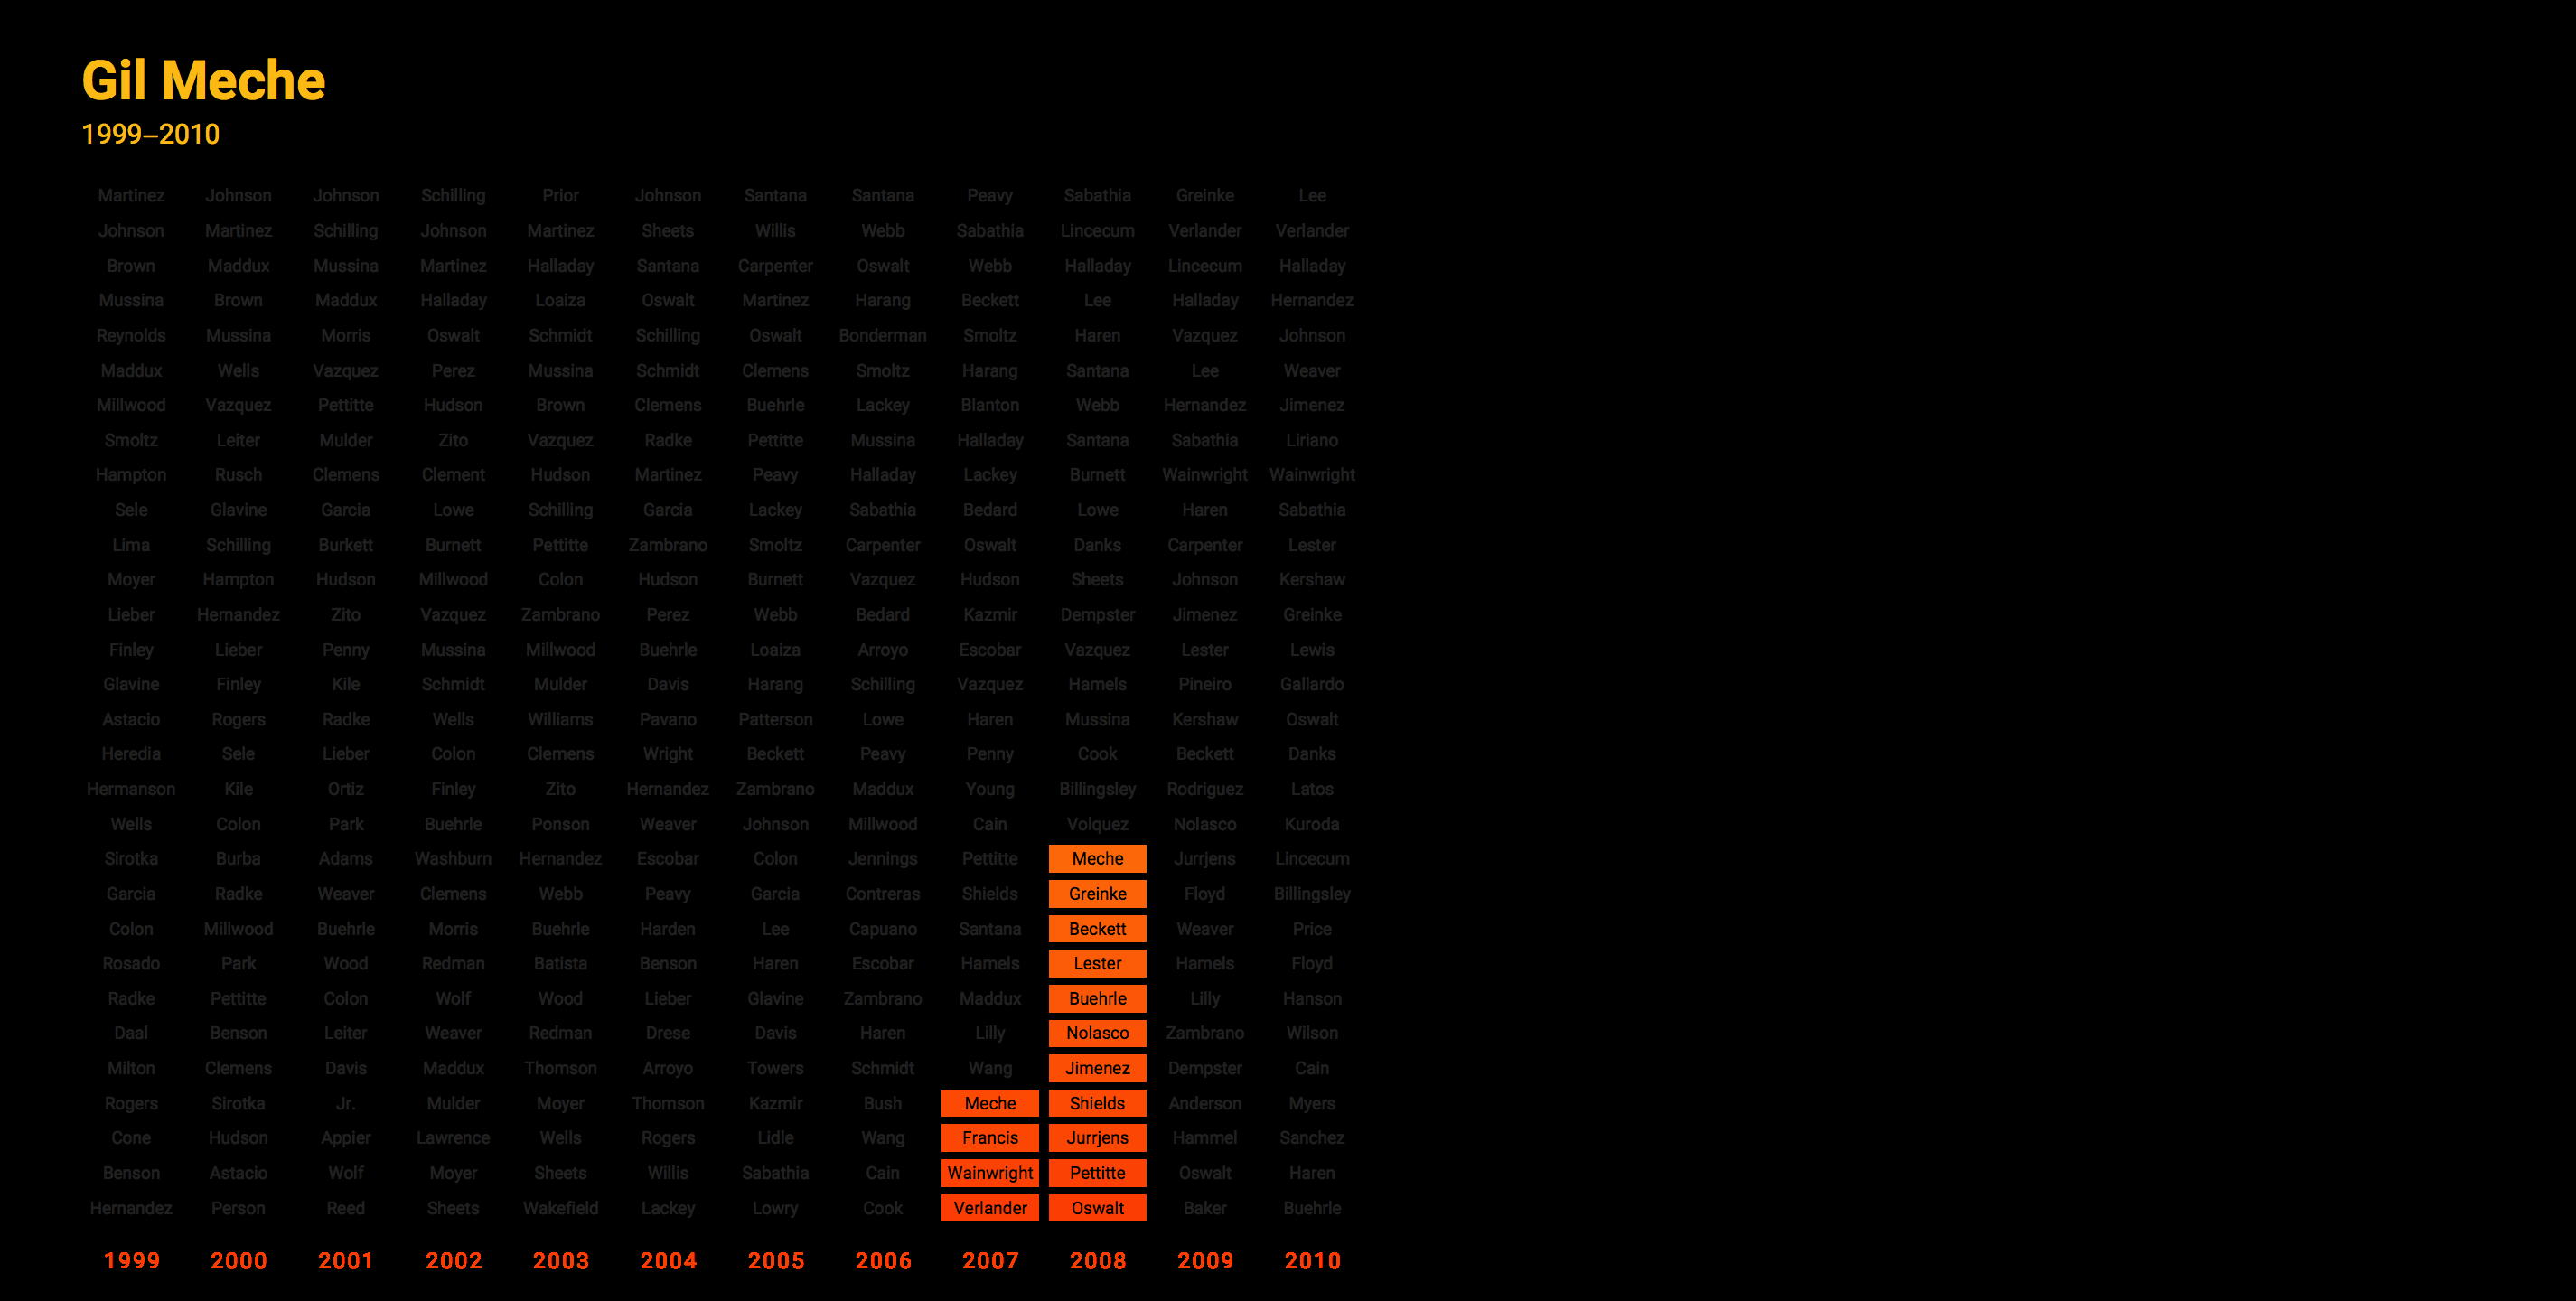 Gil Meche
1999–2010
Martinez Johnson Johnson Schilling Prior Johnson Santana Santana Peavy Sabathia Greinke Lee
Johnson Martinez Schilling Johnson Martinez Sheets Willis Webb Sabathia Lincecum Verlander Verlander
Brown Maddux Mussina Martinez Halladay Santana Carpenter Oswalt Webb Halladay Lincecum Halladay
Mussina Brown Maddux Halladay Loaiza Oswalt Martinez Harang Beckett Lee Halladay Hernandez
Reynolds Mussina Morris Oswalt Schmidt Schilling Oswalt Bonderman Smoltz Haren Vazquez Johnson
Maddux Wells Vazquez Perez Mussina Schmidt Clemens Smoltz Harang Santana Lee Weaver
Millwood Vazquez Pettitte Hudson Brown Clemens Buehrle Lackey Blanton Webb Hernandez Jimenez
Smoltz Leiter Mulder Zito Vazquez Radke Pettitte Mussina Halladay Santana Sabathia Liriano
Hampton Rusch Clemens Clement Hudson Martinez Peavy Halladay Lackey Burnett Wainwright Wainwright
Sele Glavine Garcia Lowe Schilling Garcia Lackey Sabathia Bedard Lowe Haren Sabathia
Lima Schilling Burkett Burnett Pettitte Zambrano Smoltz Carpenter Oswalt Danks Carpenter Lester
Moyer Hampton Hudson Millwood Colon Hudson Burnett Vazquez Hudson Sheets Johnson Kershaw
Lieber Hernandez Zito Vazquez Zambrano Perez Webb Bedard Kazmir Dempster Jimenez Greinke
Finley Lieber Penny Mussina Millwood Buehrle Loaiza Arroyo Escobar Vazquez Lester Lewis
Glavine Finley Kile Schmidt Mulder Davis Harang Schilling Vazquez Hamels Pineiro Gallardo
Astacio Rogers Radke Wells Williams Pavano Patterson Lowe Haren Mussina Kershaw Oswalt
Heredia Sele Lieber Colon Clemens Wright Beckett Peavy Penny Cook Beckett Danks
Hermanson Kile Ortiz Finley Zito Hernandez Zambrano Maddux Young Billingsley Rodriguez Latos
Wells Colon Park Buehrle Ponson Weaver Johnson Millwood Cain Volquez Nolasco Kuroda
Sirotka Burba Adams Washburn Hernandez Escobar Colon Jennings Pettitte Meche Jurrjens Lincecum
Garcia Radke Weaver Clemens Webb Peavy Garcia Contreras Shields Greinke Floyd Billingsley
Colon Millwood Buehrle Morris Buehrle Harden Lee Capuano Santana Beckett Weaver Price
Rosado Park Wood Redman Batista Benson Haren Escobar Hamels Lester Hamels Floyd
Radke Pettitte Colon Wolf Wood Lieber Glavine Zambrano Maddux Buehrle Lilly Hanson
Daal Benson Leiter Weaver Redman Drese Davis Haren Lilly Nolasco Zambrano Wilson
Milton Clemens Davis Maddux Thomson Arroyo Towers Schmidt Wang Jimenez Dempster Cain
Rogers Sirotka Jr. Mulder Moyer Thomson Kazmir Bush Meche Shields Anderson Myers
Cone Hudson Appier Lawrence Wells Rogers Lidle Wang Francis Jurrjens Hammel Sanchez
Benson Astacio Wolf Moyer Sheets Willis Sabathia Cain Wainwright Pettitte Oswalt Haren
Hernandez Person Reed Sheets Wakefield Lackey Lowry Cook Verlander Oswalt Baker Buehrle
1999 2000 2001 2002 2003 2004 2005 2006 2007 2008 2009 2010